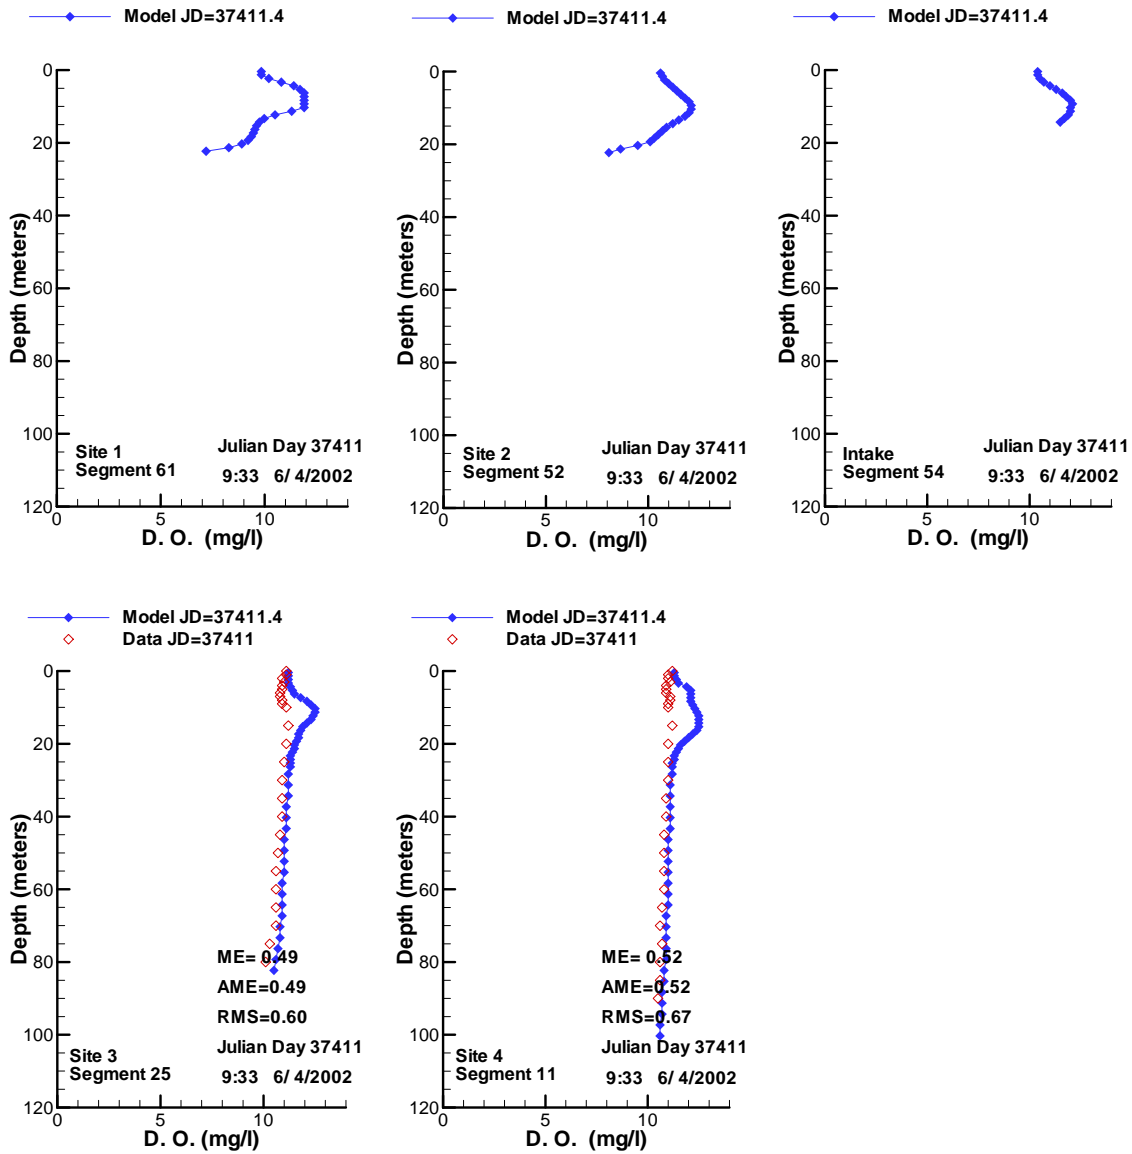 Model JD=37411.4
0
20
40
60
80
100
120
Depth (meters)
Site 1
Segment 61
Julian Day 37411
9:33 6/ 4/2002
0 5 10
D. O. (mg/l)
Model JD=37411.4
0
20
40
60
80
100
120
Depth (meters)
Site 2
Segment 52
Julian Day 37411
9:33 6/ 4/2002
0 5 10
D. O. (mg/l)
Model JD=37411.4
0
20
40
60
80
100
120
Depth (meters)
Intake
Segment 54
Julian Day 37411
9:33 6/ 4/2002
0 5 10
D. O. (mg/l)
Model JD=37411.4
Data JD=37411
0
20
40
60
80
100
120
Depth (meters)
ME= 0.49
AME=0.49
RMS=0.60
Site 3
Segment 25
Julian Day 37411
9:33 6/ 4/2002
0 5 10
D. O. (mg/l)
Model JD=37411.4
Data JD=37411
0
20
40
60
80
100
120
Depth (meters)
ME= 0.52
AME=0.52
RMS=0.67
Site 4
Segment 11
Julian Day 37411
9:33 6/ 4/2002
0 5 10
D. O. (mg/l)